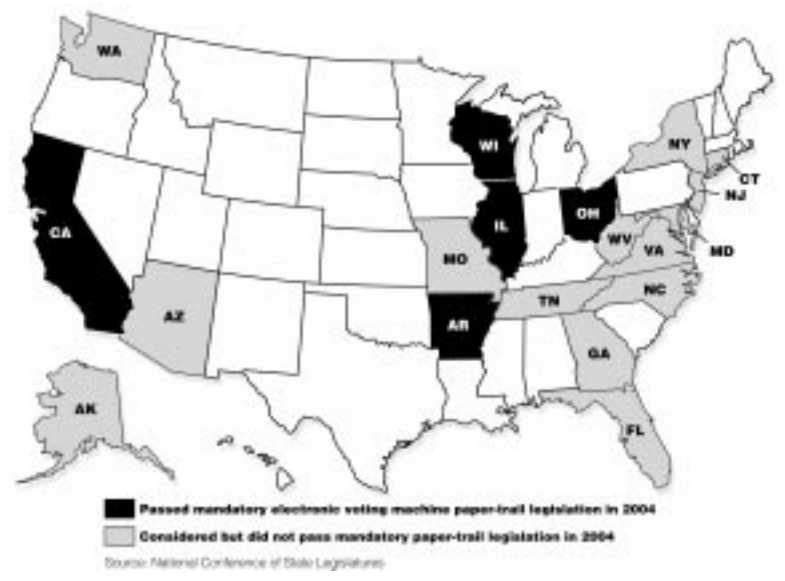 WA
CA
AZ
AK
WI
IL
OH
MO
AR
TN
WV
VA
NC
GA
FL
NY
CT
NJ
MD
Passed mandatory electronic voting machine paper-trail legislation in 2004
Considered but did not pass mandatory paper-trail legislation in 2004
Source: National Conference of State Legislatures